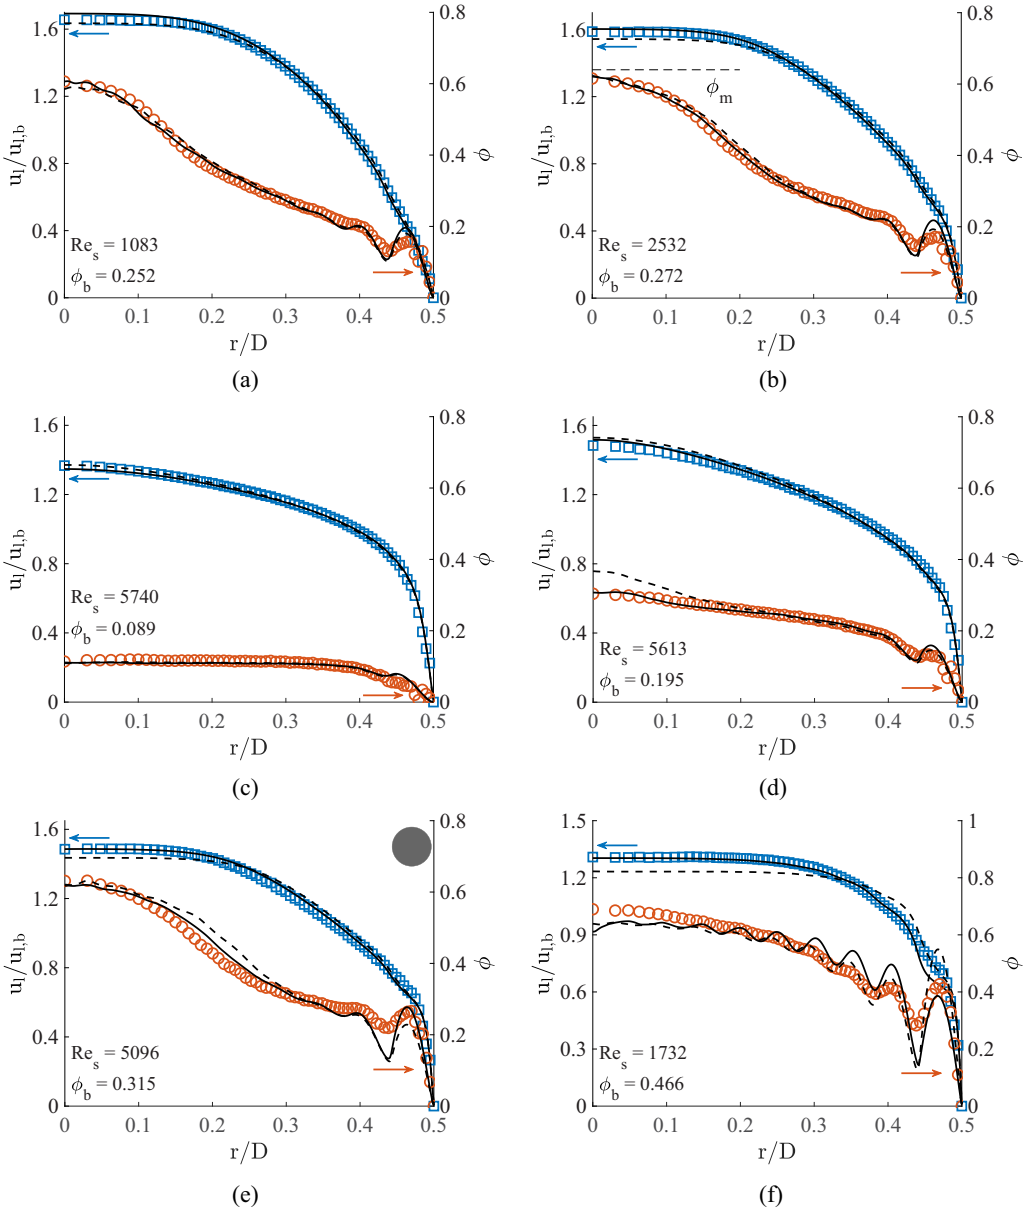 1.6
1.2
0.8
0.4
0
0.8
0.6
0.4
0.2
0
0 0.1 0.2 0.3 0.4 0.5
u_l/u_{l,b}
ϕ
r/D
Re_s = 1083
ϕ_b = 0.252
(a)
1.6
1.2
0.8
0.4
0
0.8
0.6
0.4
0.2
0
0 0.1 0.2 0.3 0.4 0.5
u_l/u_{l,b}
ϕ
r/D
ϕ_m
Re_s = 2532
ϕ_b = 0.272
(b)
1.6
1.2
0.8
0.4
0
0.8
0.6
0.4
0.2
0
0 0.1 0.2 0.3 0.4 0.5
u_l/u_{l,b}
ϕ
r/D
Re_s = 5740
ϕ_b = 0.089
(c)
1.6
1.2
0.8
0.4
0
0.8
0.6
0.4
0.2
0
0 0.1 0.2 0.3 0.4 0.5
u_l/u_{l,b}
ϕ
r/D
Re_s = 5613
ϕ_b = 0.195
(d)
1.6
1.2
0.8
0.4
0
0.8
0.6
0.4
0.2
0
0 0.1 0.2 0.3 0.4 0.5
u_l/u_{l,b}
ϕ
r/D
Re_s = 5096
ϕ_b = 0.315
(e)
1.5
1.2
0.9
0.6
0.3
0
1
0.8
0.6
0.4
0.2
0
0 0.1 0.2 0.3 0.4 0.5
u_l/u_{l,b}
ϕ
r/D
Re_s = 1732
ϕ_b = 0.466
(f)